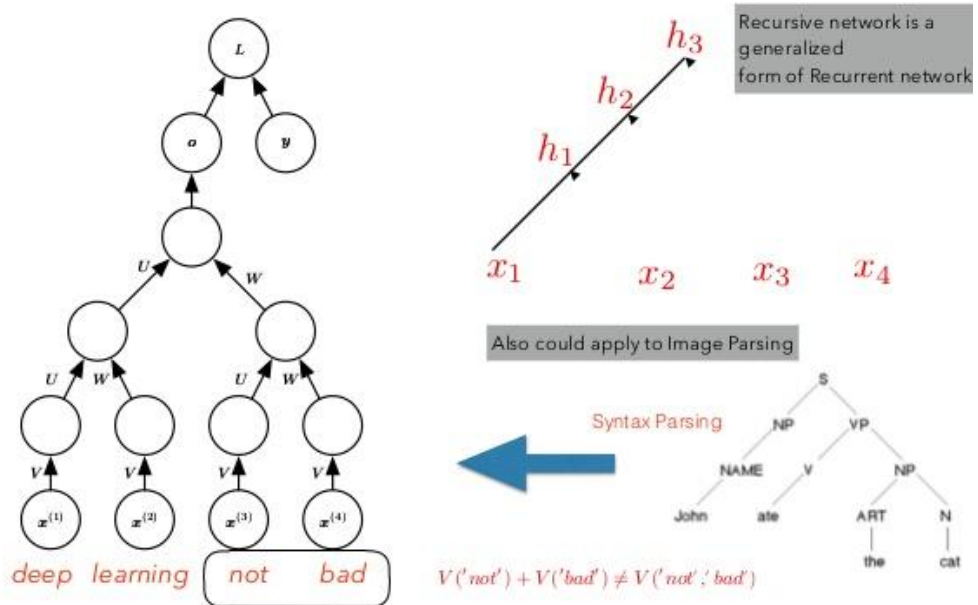 L
o
y
U
W
U
W
U
W
V
V
V
V
x(1)
x(2)
x(3)
x(4)
deep learning not bad
h3
h2
h1
x1 x2 x3 x4
Recursive network is a
generalized
form of Recurrent network
Also could apply to Image Parsing
Syntax Parsing
S
NP VP
NAME V NP
John ate ART N
the cat
V('not') + V('bad') ≠ V('not','bad')